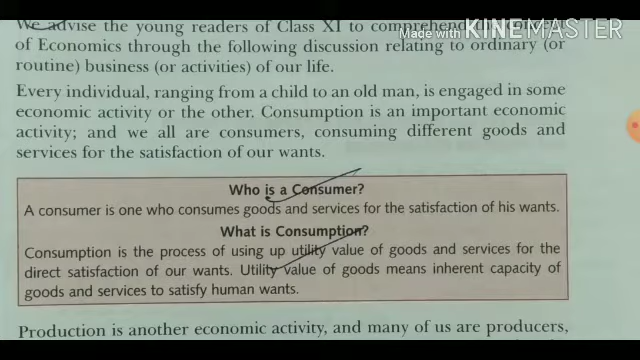 We advise the young readers of Class XI to comprehend
of Economics through the following discussion relating to ordinary (or
routine) business (or activities) of our life.
Every individual, ranging from a child to an old man, is engaged in some
economic activity or the other. Consumption is an important economic
activity; and we all are consumers, consuming different goods and
services for the satisfaction of our wants.
Who is a Consumer?
A consumer is one who consumes goods and services for the satisfaction of his wants.
What is Consumption?
Consumption is the process of using up utility value of goods and services for the
direct satisfaction of our wants. Utility value of goods means inherent capacity of
goods and services to satisfy human wants.
Production is another economic activity, and many of us are producers,
Made with KINEMASTER